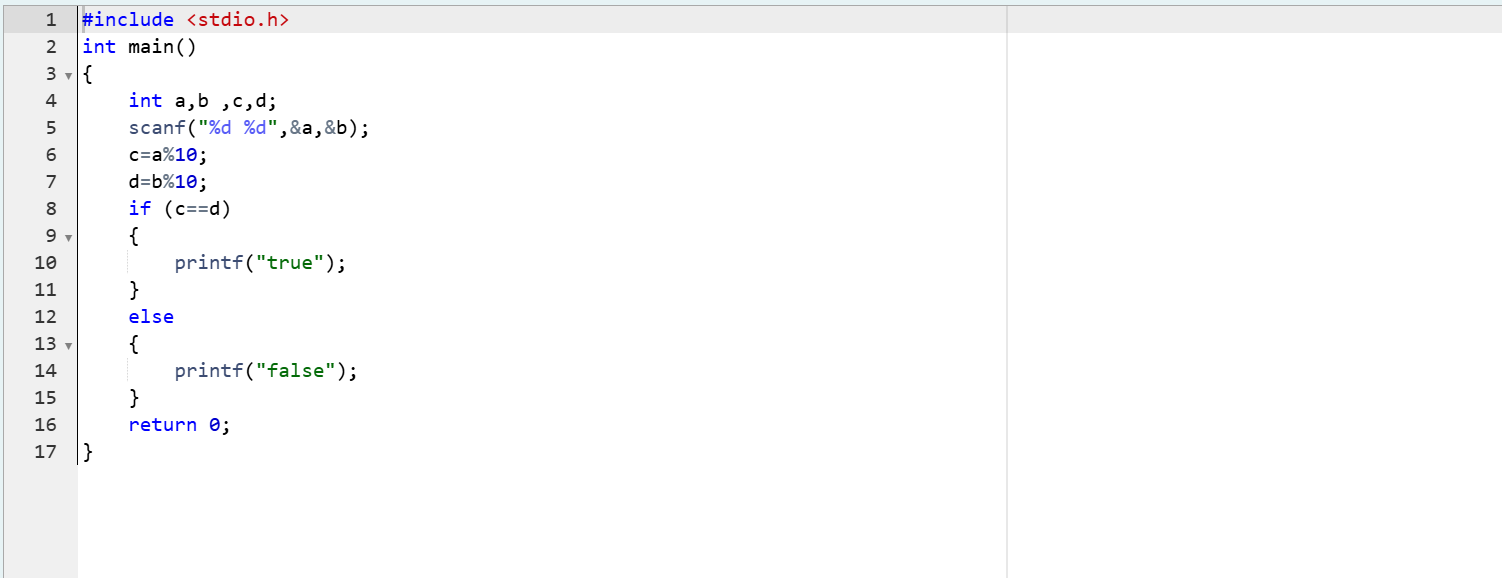 1 #include <stdio.h>
2 int main()
3 {
4     int a,b ,c,d;
5     scanf("%d %d",&a,&b);
6     c=a%10;
7     d=b%10;
8     if (c==d)
9     {
10         printf("true");
11     }
12     else
13     {
14         printf("false");
15     }
16     return 0;
17 }